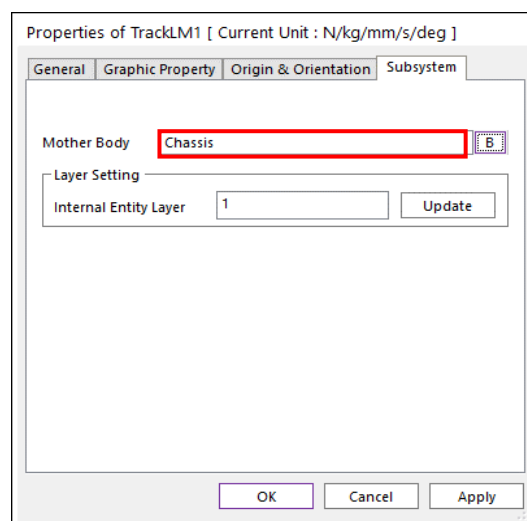 Properties of TrackLM1 [ Current Unit : N/kg/mm/s/deg ]
General Graphic Property Origin & Orientation Subsystem
Mother Body Chassis B
Layer Setting
Internal Entity Layer 1 Update
OK Cancel Apply